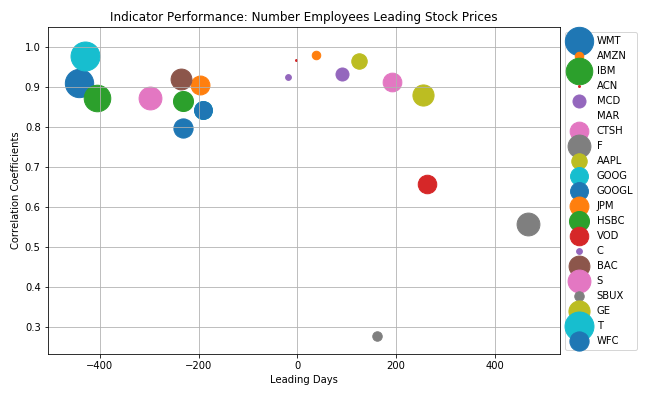 Indicator Performance: Number Employees Leading Stock Prices
1.0
0.9
0.8
0.7
0.6
0.5
0.4
0.3
Correlation Coefficients
−400
−200
0
200
400
Leading Days
WMT
AMZN
IBM
ACN
MCD
MAR
CTSH
F
AAPL
GOOG
GOOGL
JPM
HSBC
VOD
C
BAC
S
SBUX
GE
T
WFC